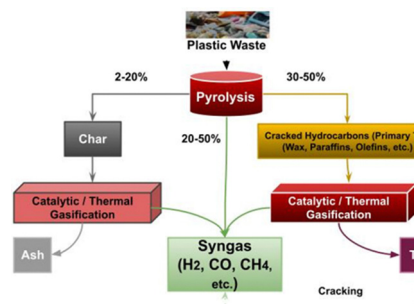 Plastic Waste
2-20%
30-50%
Pyrolysis
Char
20-50%
Cracked Hydrocarbons (Primary
(Wax, Paraffins, Olefins, etc.)
Catalytic / Thermal
Gasification
Catalytic / Thermal
Gasification
Ash
Syngas
(H2, CO, CH4,
etc.)
T
Cracking